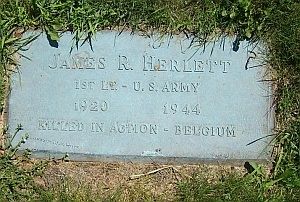 JAMES R. HERLETT
1ST LT. - U.S. ARMY
1920 1944
KILLED IN ACTION - BELGIUM